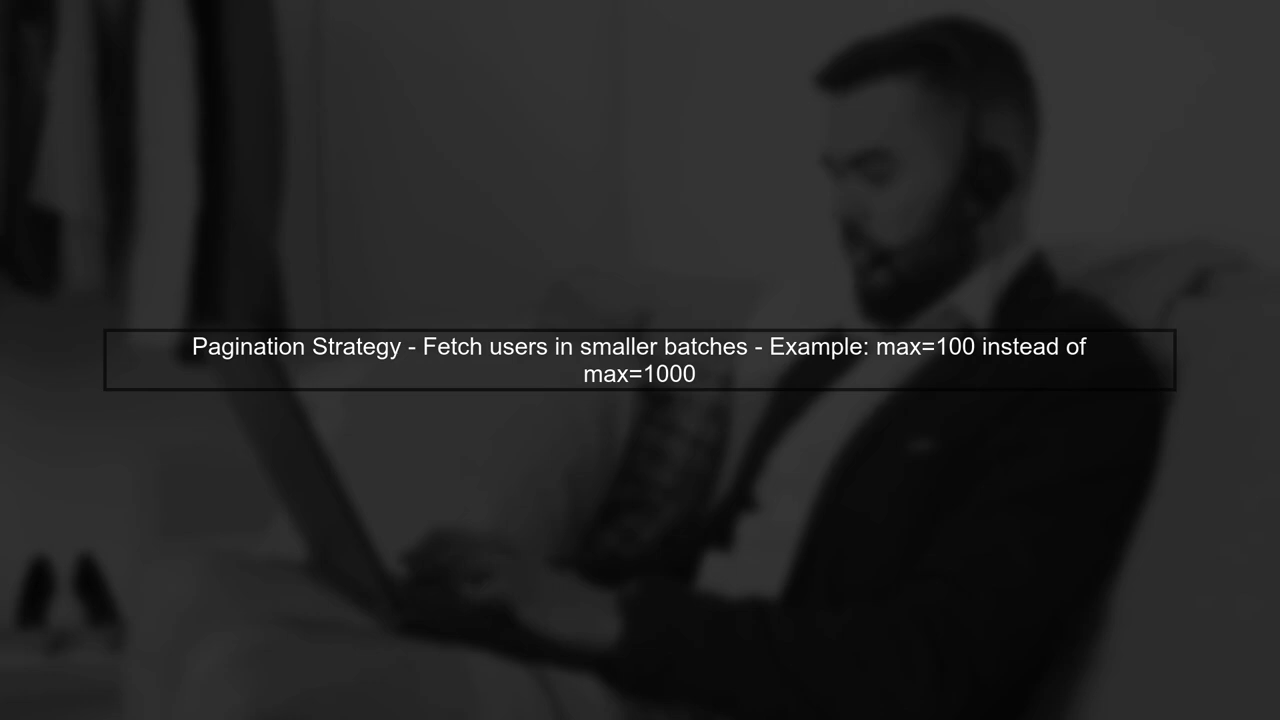 Pagination Strategy - Fetch users in smaller batches - Example: max=100 instead of
max=1000